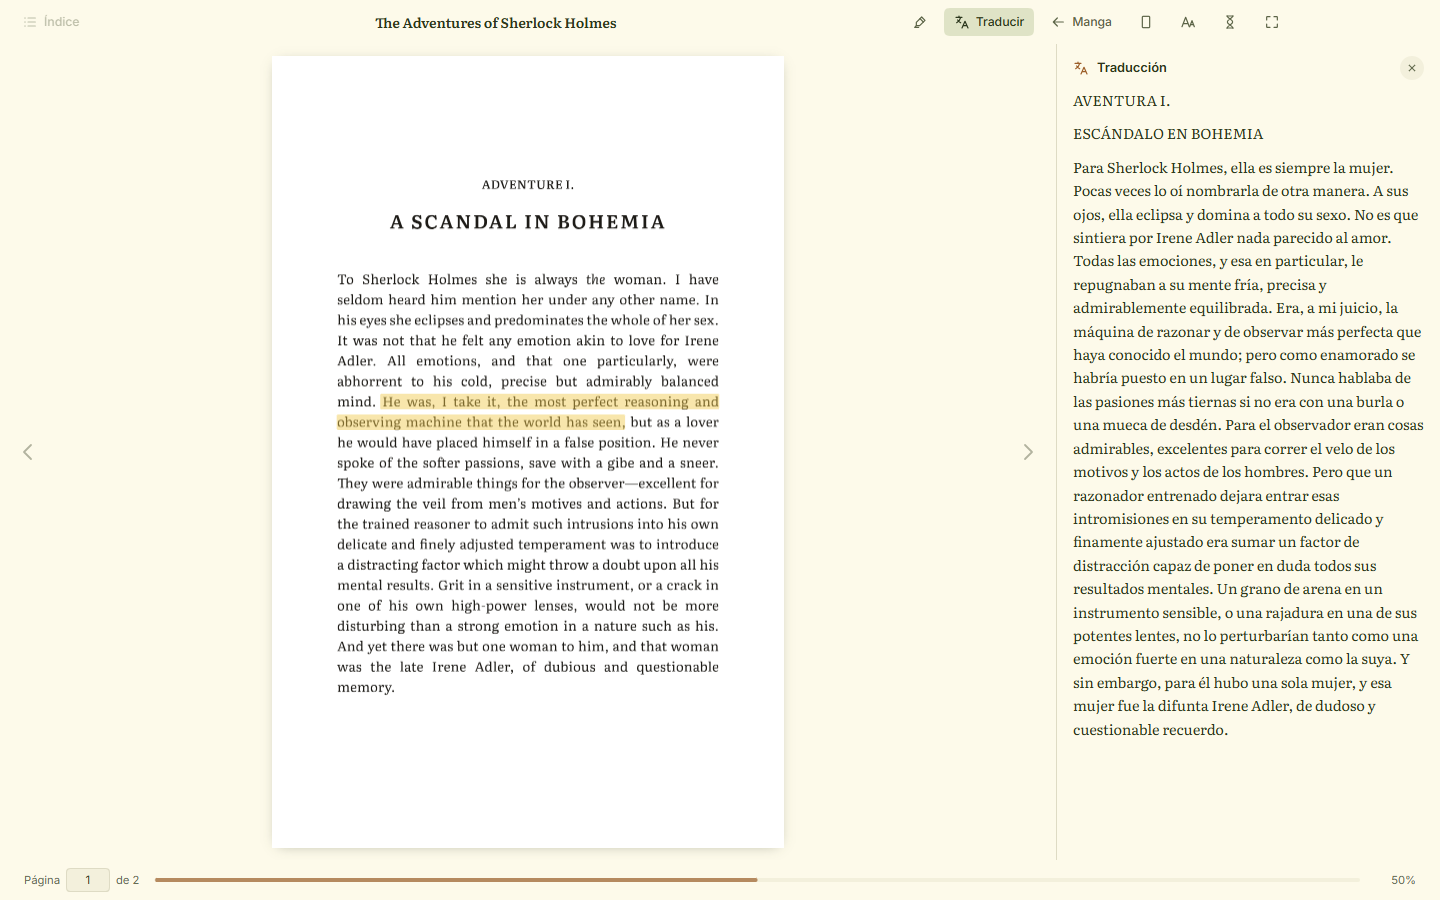 Índice
The Adventures of Sherlock Holmes
Traducir
Manga
ADVENTURE I.
A SCANDAL IN BOHEMIA
To Sherlock Holmes she is always the woman. I have
seldom heard him mention her under any other name. In
his eyes she eclipses and predominates the whole of her sex.
It was not that he felt any emotion akin to love for Irene
Adler. All emotions, and that one particularly, were
abhorrent to his cold, precise but admirably balanced
mind. He was, I take it, the most perfect reasoning and
observing machine that the world has seen, but as a lover
he would have placed himself in a false position. He never
spoke of the softer passions, save with a gibe and a sneer.
They were admirable things for the observer—excellent for
drawing the veil from men's motives and actions. But for
the trained reasoner to admit such intrusions into his own
delicate and finely adjusted temperament was to introduce
a distracting factor which might throw a doubt upon all his
mental results. Grit in a sensitive instrument, or a crack in
one of his own high-power lenses, would not be more
disturbing than a strong emotion in a nature such as his.
And yet there was but one woman to him, and that woman
was the late Irene Adler, of dubious and questionable
memory.
Traducción
AVENTURA I.
ESCÁNDALO EN BOHEMIA
Para Sherlock Holmes, ella es siempre la mujer.
Pocas veces lo oí nombrarla de otra manera. A sus
ojos, ella eclipsa y domina a todo su sexo. No es que
sintiera por Irene Adler nada parecido al amor.
Todas las emociones, y esa en particular, le
repugnaban a su mente fría, precisa y
admirablemente equilibrada. Era, a mi juicio, la
máquina de razonar y de observar más perfecta que
haya conocido el mundo; pero como enamorado se
habría puesto en un lugar falso. Nunca hablaba de
las pasiones más tiernas si no era con una burla o
una mueca de desdén. Para el observador eran cosas
admirables, excelentes para correr el velo de los
motivos y los actos de los hombres. Pero que un
razonador entrenado dejara entrar esas
intromisiones en su temperamento delicado y
finamente ajustado era sumar un factor de
distracción capaz de poner en duda todos sus
resultados mentales. Un grano de arena en un
instrumento sensible, o una rajadura en una de sus
potentes lentes, no lo perturbarían tanto como una
emoción fuerte en una naturaleza como la suya. Y
sin embargo, para él hubo una sola mujer, y esa
mujer fue la difunta Irene Adler, de dudoso y
cuestionable recuerdo.
Página 1 de 2
50%